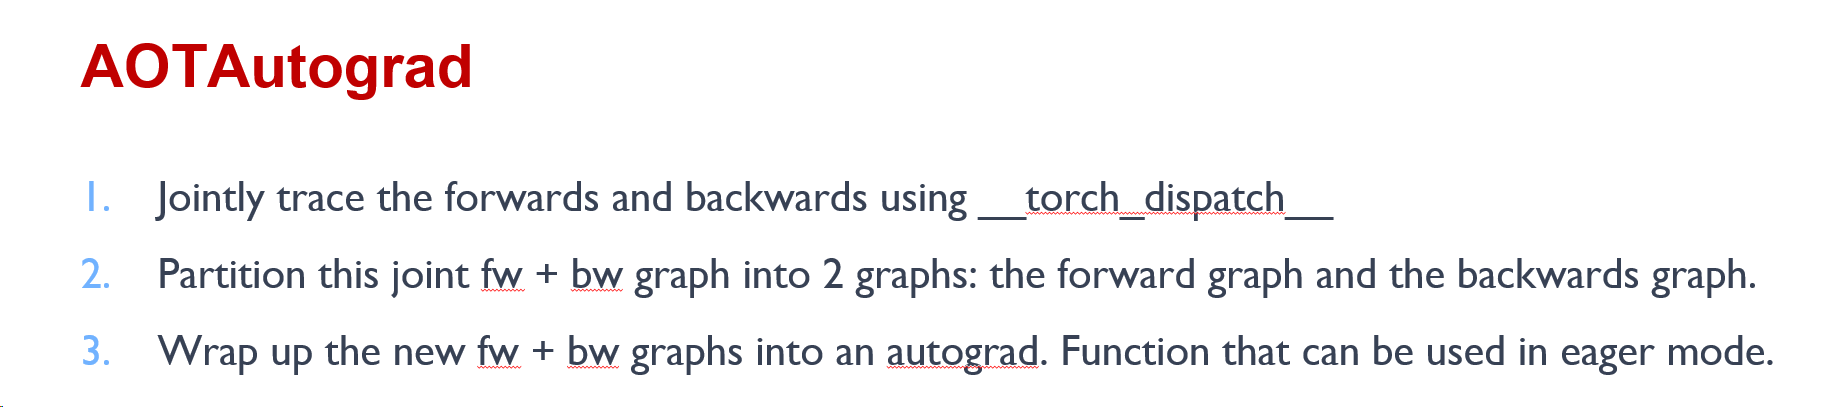 AOTAutograd
1. Jointly trace the forwards and backwards using __torch_dispatch__
2. Partition this joint fw + bw graph into 2 graphs: the forward graph and the backwards graph.
3. Wrap up the new fw + bw graphs into an autograd. Function that can be used in eager mode.